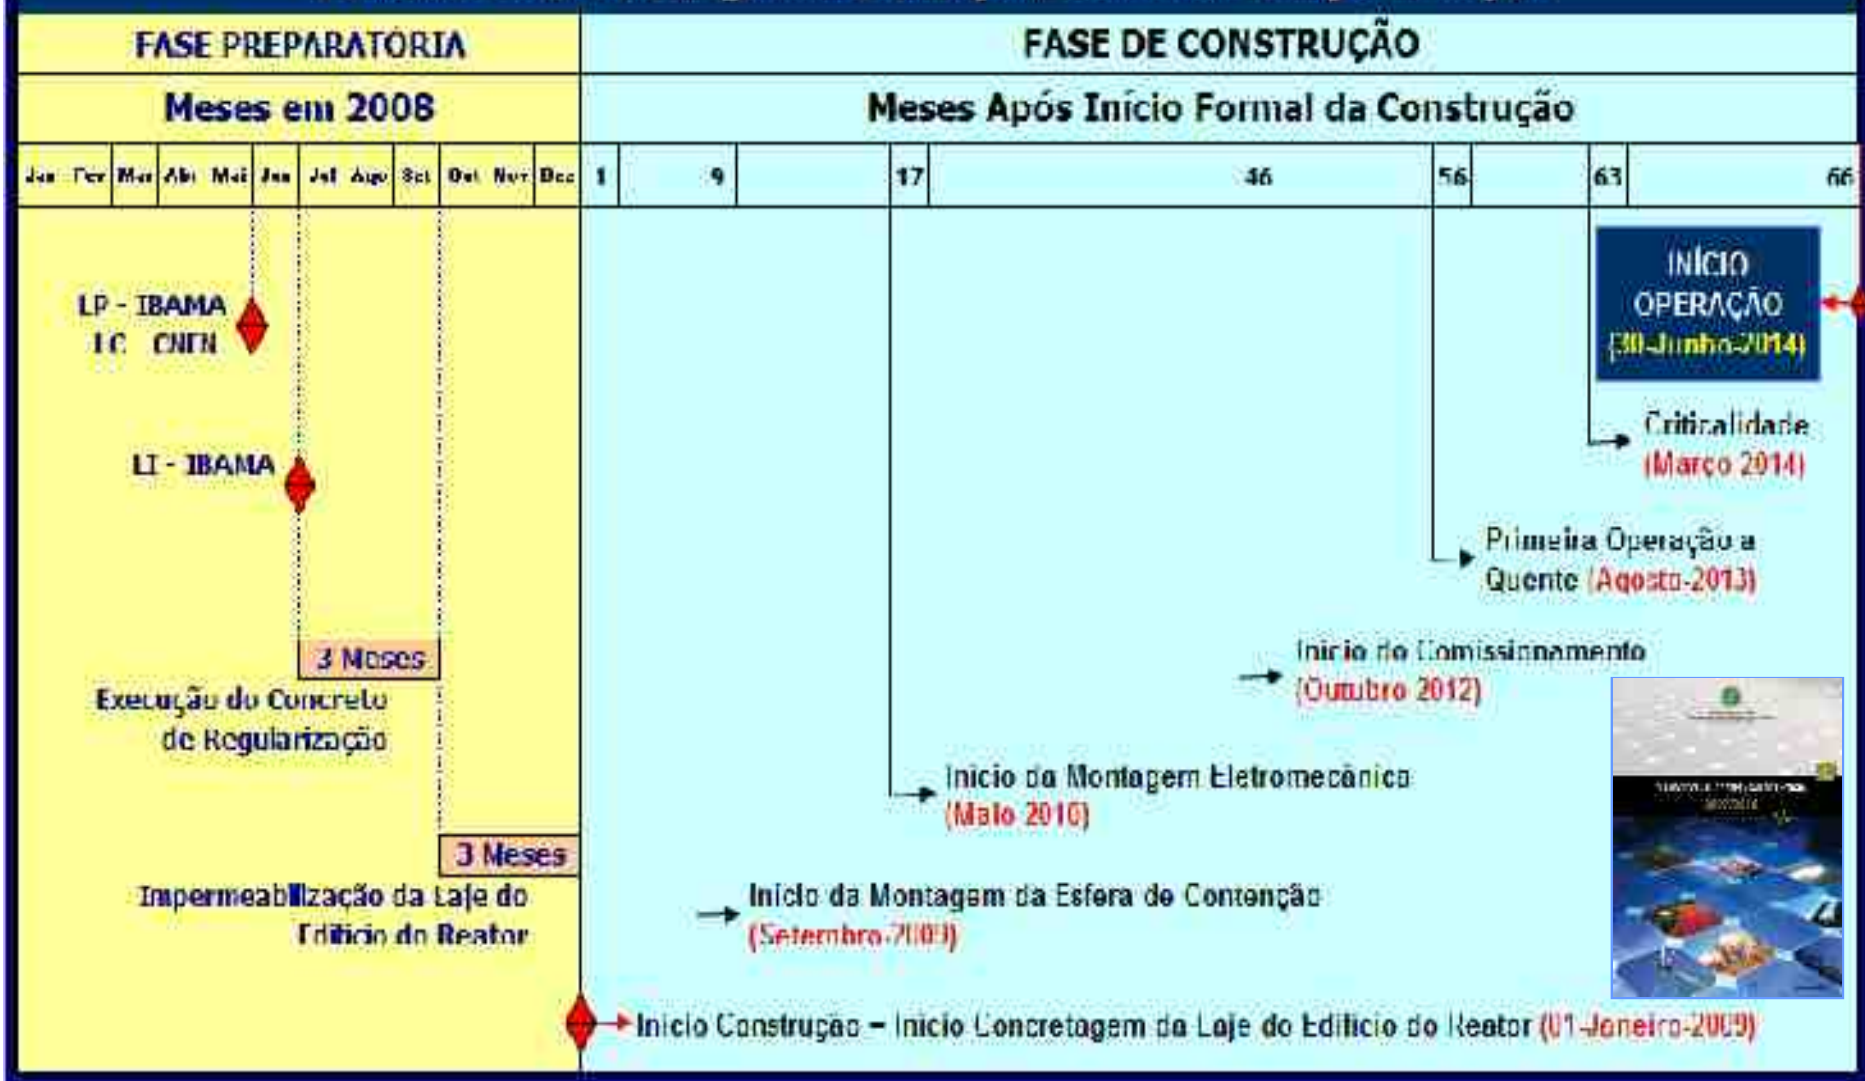 FASE PREPARATÓRIA
FASE DE CONSTRUÇÃO
Meses em 2008
Meses Após Início Formal da Construção
Jan Fev Mar Abr Mai Jun Jul Ago Set Out Nov Dez 1 9 17 46 56 63 66
INÍCIO
OPERAÇÃO
(30-Junho-2014)
LP - IBAMA
LC - CNEN
Criticalidade
(Março 2014)
LI - IBAMA
Primeira Operação a
Quente (Agosto-2013)
3 Meses
Início do Comissionamento
(Outubro 2012)
Execução do Concreto
de Regularização
Início da Montagem Eletromecânica
(Maio 2010)
3 Meses
Impermeabilização da Laje do
Edifício do Reator
Início da Montagem da Esfera de Contenção
(Setembro-2009)
Início Construção – Início Concretagem da Laje do Edifício do Reator (01-Janeiro-2009)